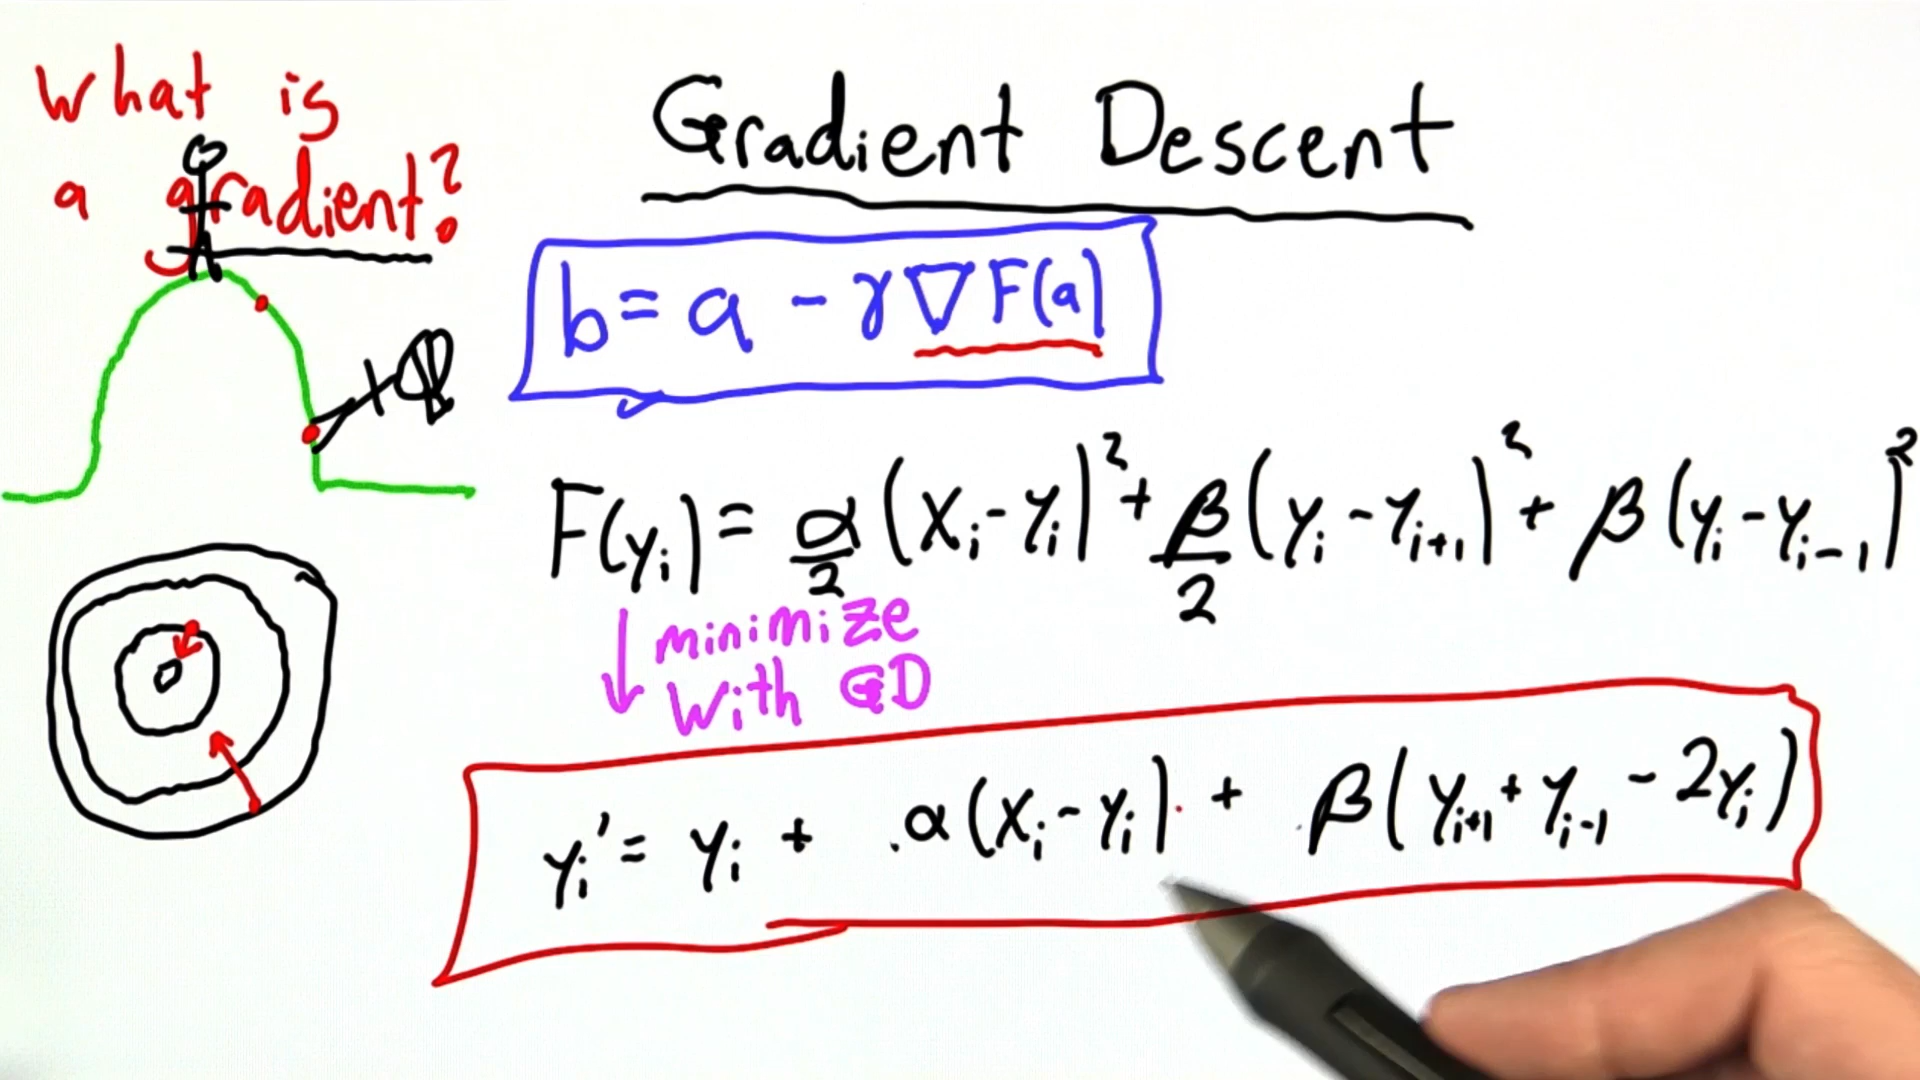 What is
a gradient?
Gradient Descent
b = a - γ∇F(a)
F(yᵢ) = α/2 (xᵢ - yᵢ)² + β/2 (yᵢ - yᵢ₊₁)² + β (yᵢ - yᵢ₋₁)²
minimize
with GD
yᵢ' = yᵢ + α(xᵢ - yᵢ) + β(yᵢ₊₁ + yᵢ₋₁ - 2yᵢ)